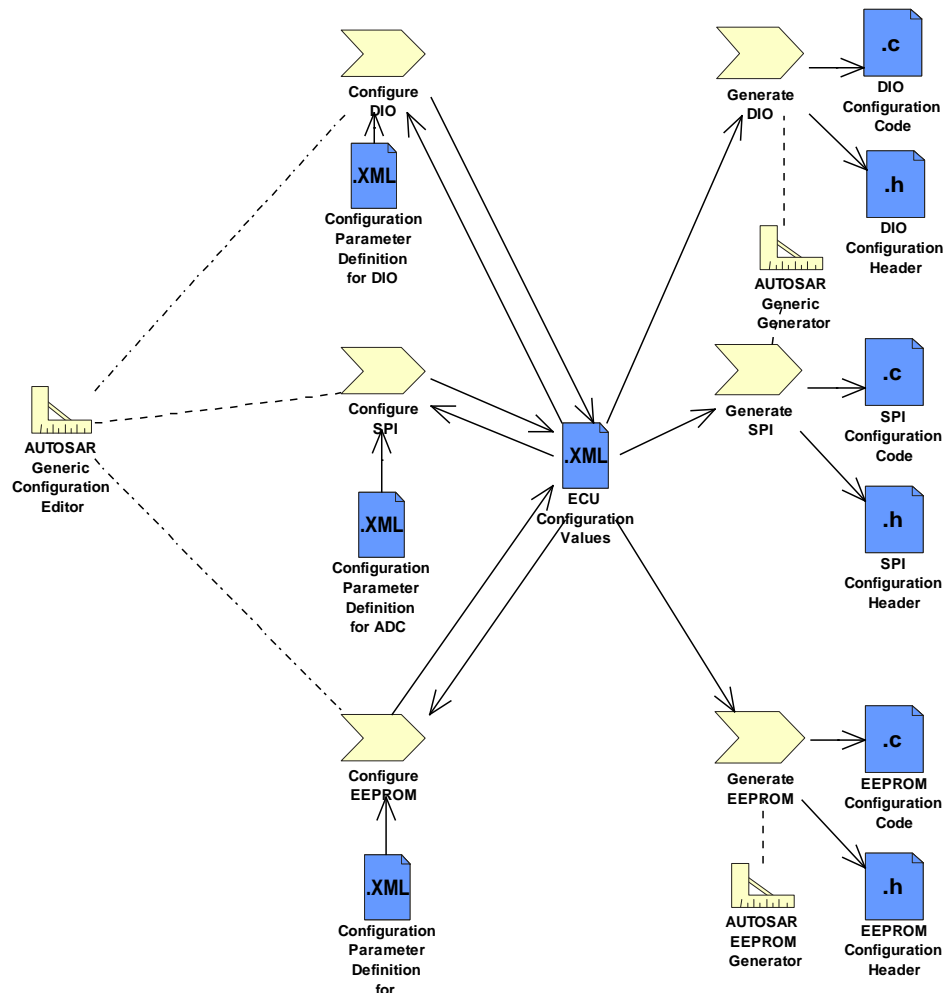 Configure
DIO
.XML
Configuration
Parameter
Definition
for DIO
Generate
DIO
.c
DIO
Configuration
Code
.h
DIO
Configuration
Header
AUTOSAR
Generic
Generator
AUTOSAR
Generic
Configuration
Editor
Configure
SPI
.XML
Configuration
Parameter
Definition
for ADC
.XML
ECU
Configuration
Values
Generate
SPI
.c
SPI
Configuration
Code
.h
SPI
Configuration
Header
Configure
EEPROM
.XML
Configuration
Parameter
Definition
for
Generate
EEPROM
.c
EEPROM
Configuration
Code
AUTOSAR
EEPROM
Generator
.h
EEPROM
Configuration
Header